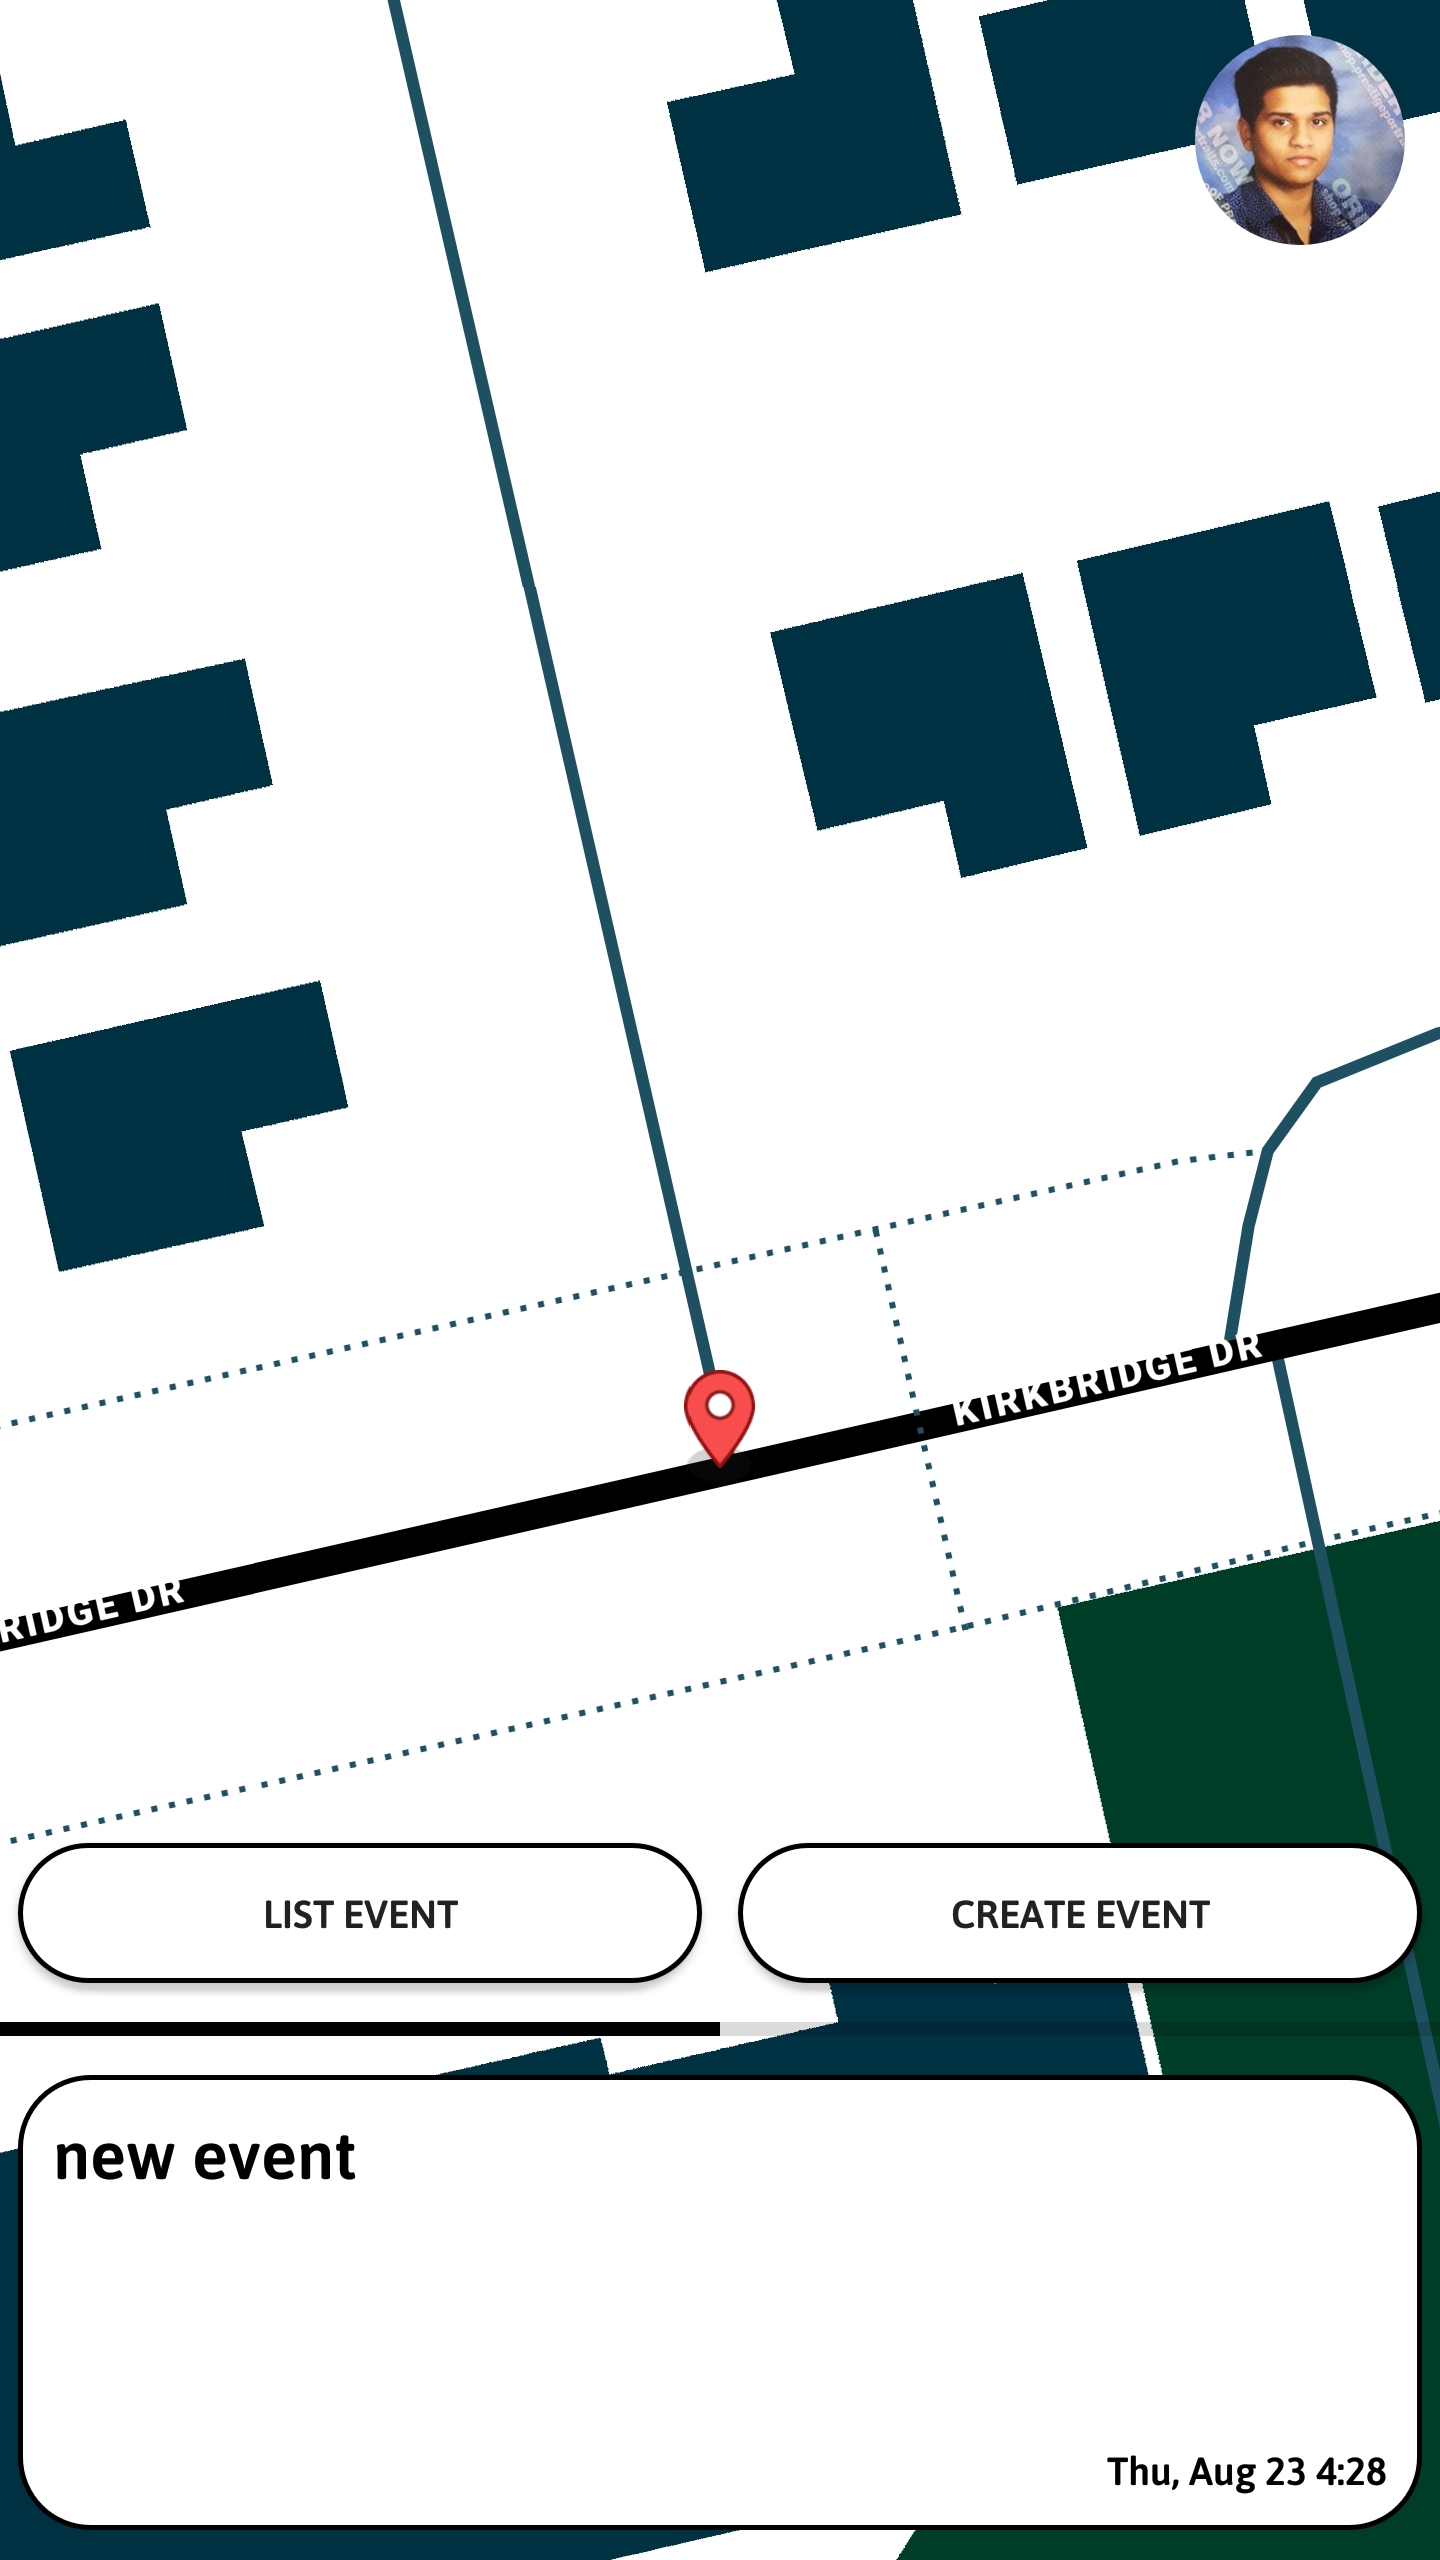 KIRKBRIDGE DR
RIDGE DR
LIST EVENT
CREATE EVENT
new event
Thu, Aug 23 4:28